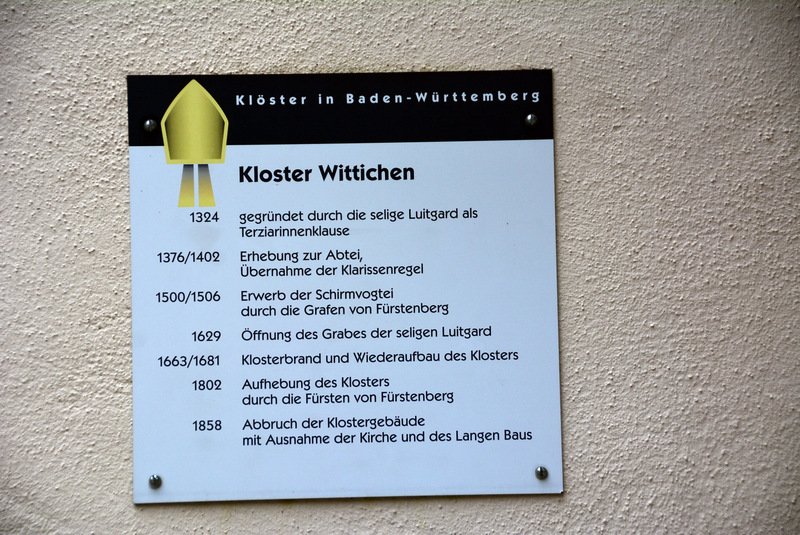 Klöster in Baden-Württemberg
Kloster Wittichen
1324 gegründet durch die selige Luitgard als
Terziarinnenklause
1376/1402 Erhebung zur Abtei,
Übernahme der Klarissenregel
1500/1506 Erwerb der Schirmvogtei
durch die Grafen von Fürstenberg
1629 Öffnung des Grabes der seligen Luitgard
1663/1681 Klosterbrand und Wiederaufbau des Klosters
1802 Aufhebung des Klosters
durch die Fürsten von Fürstenberg
1858 Abbruch der Klostergebäude
mit Ausnahme der Kirche und des Langen Baus